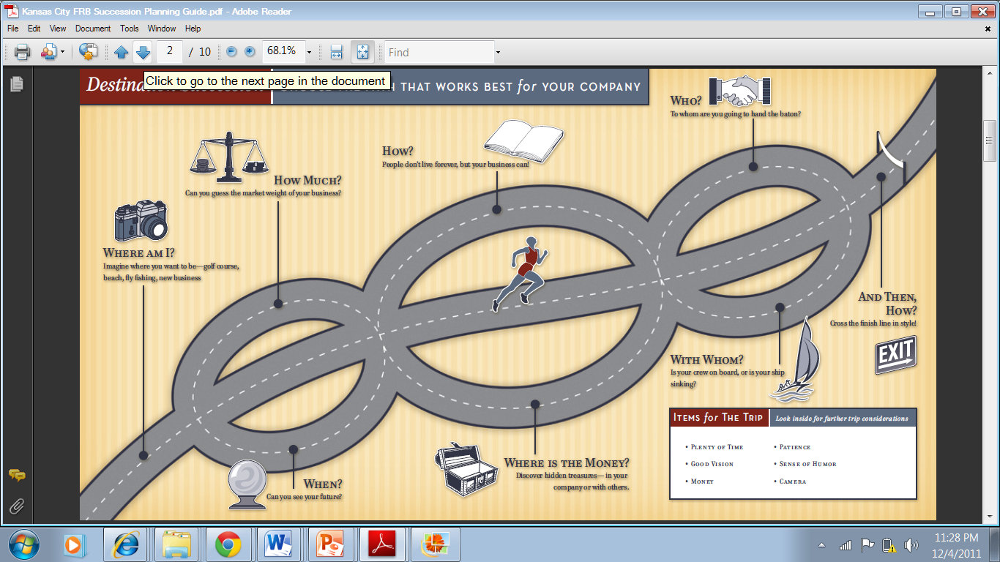 Kansas City FRB Succession Planning Guide.pdf - Adobe Reader
File Edit View Document Tools Window Help
2 / 10 68.1% Find
Click to go to the next page in the document
THAT WORKS BEST for YOUR COMPANY
WHO?
To whom are you going to hand the baton?
HOW?
People don't live forever, but your business can!
HOW MUCH?
Can you guess the market weight of your business?
WHERE AM I?
Imagine where you want to be—golf course,
beach, fly fishing, new business
AND THEN,
HOW?
Cross the finish line in style!
EXIT
WITH WHOM?
Is your crew on board, or is your ship
sinking?
WHERE IS THE MONEY?
Discover hidden treasures— in your
company or with others.
WHEN?
Can you see your future?
ITEMS for THE TRIP
Look inside for further trip considerations
• PLENTY OF TIME
• PATIENCE
• GOOD VISION
• SENSE OF HUMOR
• MONEY
• CAMERA
11:28 PM
12/4/2011